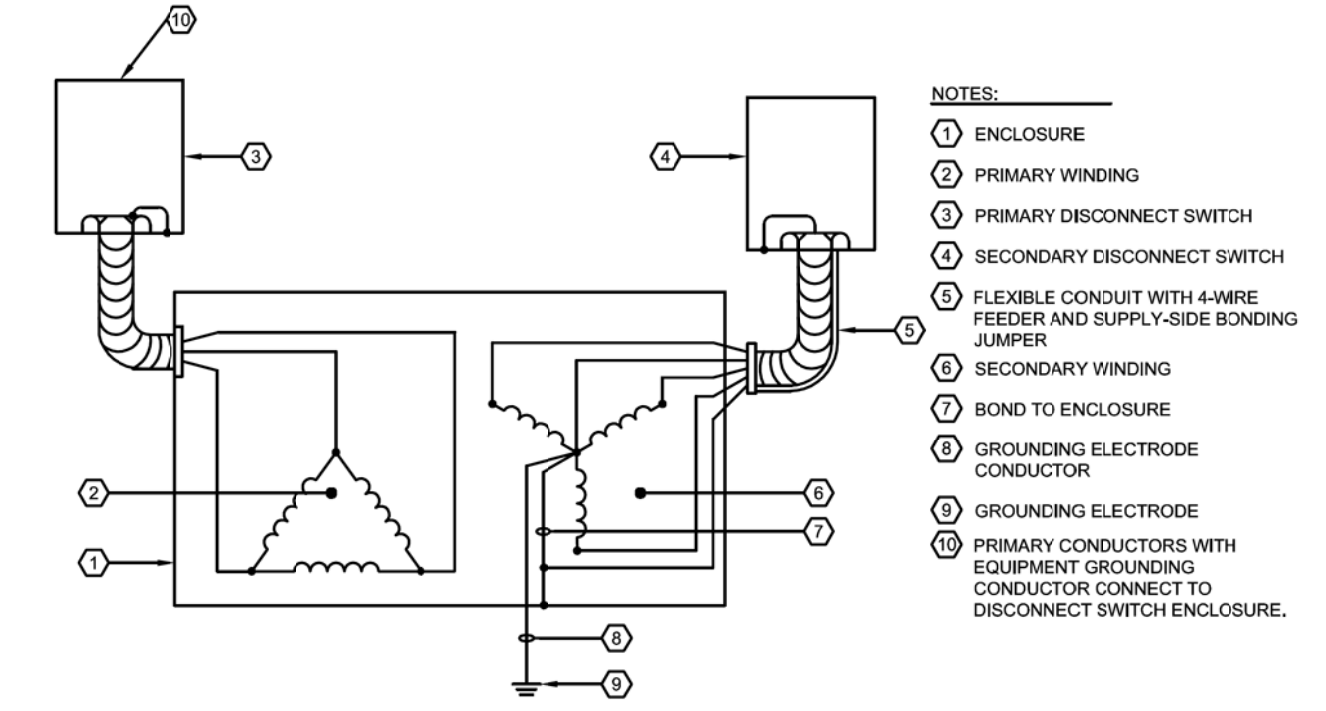 10
3
4
NOTES:
1 ENCLOSURE
2 PRIMARY WINDING
3 PRIMARY DISCONNECT SWITCH
4 SECONDARY DISCONNECT SWITCH
5 FLEXIBLE CONDUIT WITH 4-WIRE
FEEDER AND SUPPLY-SIDE BONDING
JUMPER
6 SECONDARY WINDING
7 BOND TO ENCLOSURE
8 GROUNDING ELECTRODE
CONDUCTOR
9 GROUNDING ELECTRODE
10 PRIMARY CONDUCTORS WITH
EQUIPMENT GROUNDING
CONDUCTOR CONNECT TO
DISCONNECT SWITCH ENCLOSURE.
5
2
6
7
1
8
9